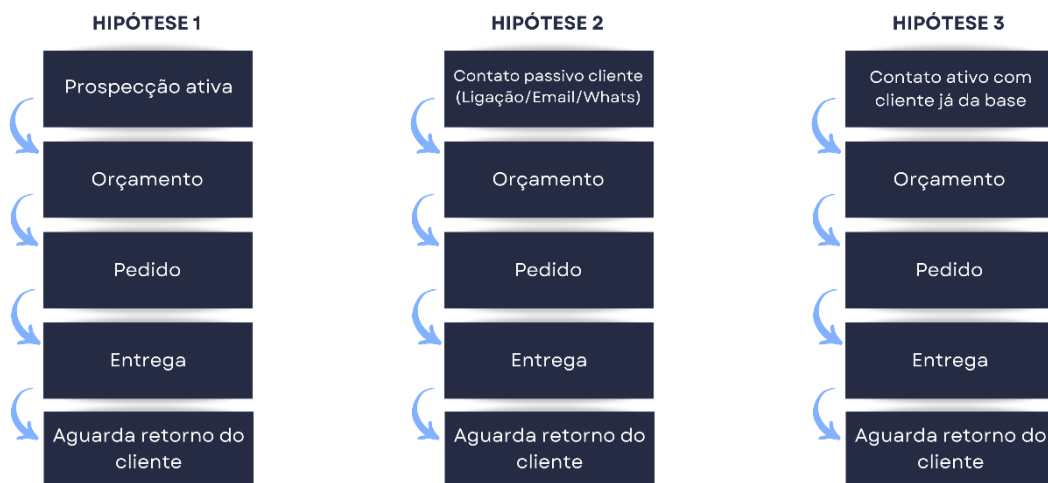 HIPÓTESE 1
Prospecção ativa
Orçamento
Pedido
Entrega
Aguarda retorno do
cliente
HIPÓTESE 2
Contato passivo cliente
(Ligação/Email/Whats)
Orçamento
Pedido
Entrega
Aguarda retorno do
cliente
HIPÓTESE 3
Contato ativo com
cliente já da base
Orçamento
Pedido
Entrega
Aguarda retorno do
cliente